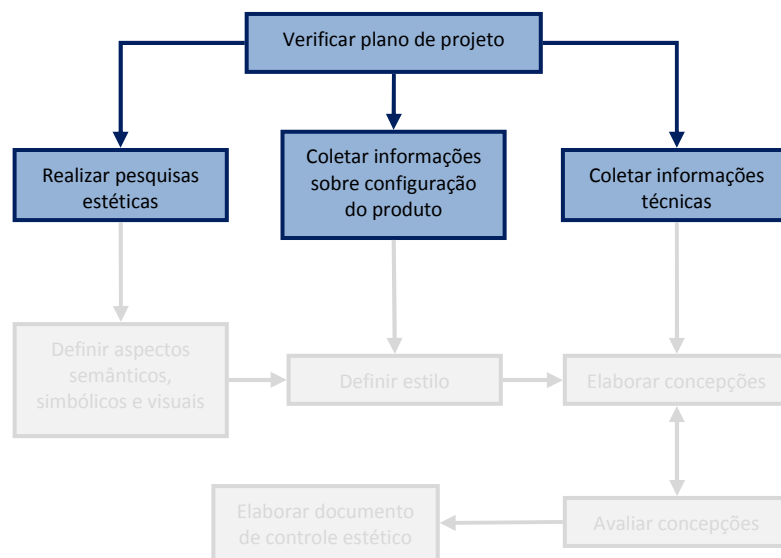 Verificar plano de projeto
Realizar pesquisas
estéticas
Coletar informações
sobre configuração
do produto
Coletar informações
técnicas
Definir aspectos
semânticos,
simbólicos e visuais
Definir estilo
Elaborar concepções
Elaborar documento
de controle estético
Avaliar concepções